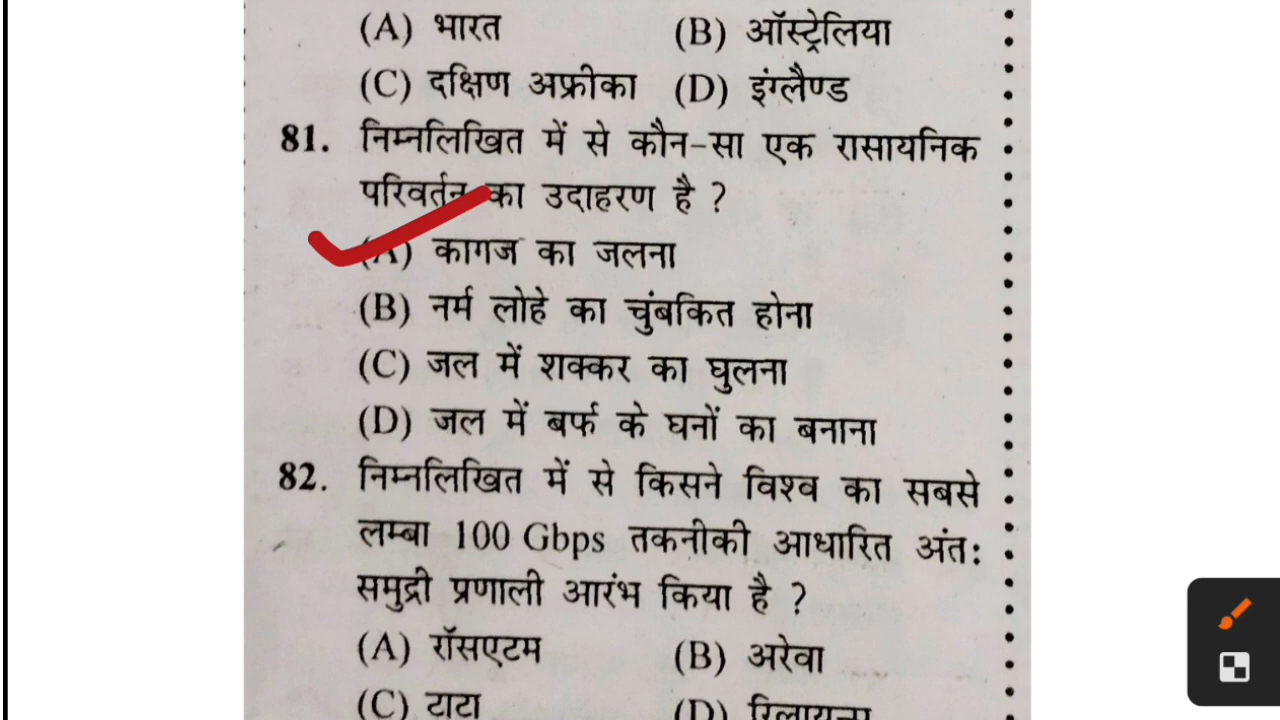 (A) भारत (B) ऑस्ट्रेलिया
(C) दक्षिण अफ्रीका (D) इंग्लैण्ड
81. निम्नलिखित में से कौन-सा एक रासायनिक
परिवर्तन का उदाहरण है ?
(A) कागज का जलना
(B) नर्म लोहे का चुंबकित होना
(C) जल में शक्कर का घुलना
(D) जल में बर्फ के घनों का बनाना
82. निम्नलिखित में से किसने विश्व का सबसे
लम्बा 100 Gbps तकनीकी आधारित अंतः
समुद्री प्रणाली आरंभ किया है ?
(A) रॉसएटम (B) अरेवा
(C) टाटा (D)